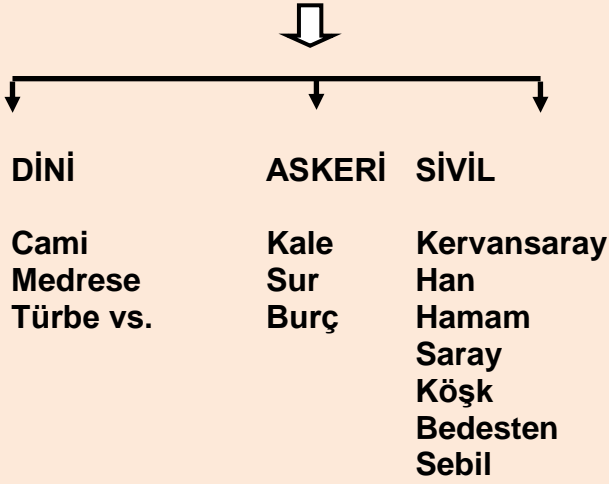 DİNİ
Cami
Medrese
Türbe vs.
ASKERİ
Kale
Sur
Burç
SİVİL
Kervansaray
Han
Hamam
Saray
Köşk
Bedesten
Sebil